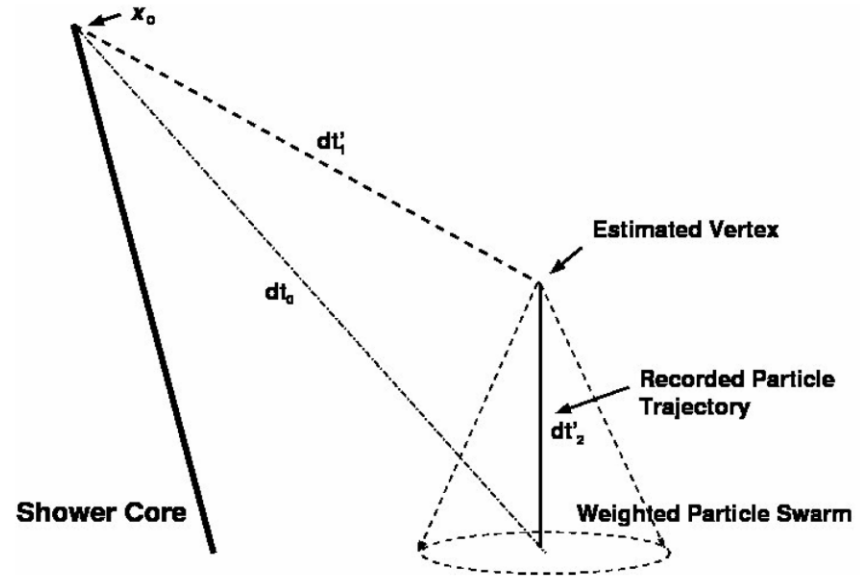 x₀
dt'₁
Estimated Vertex
dt₀
Recorded Particle
Trajectory
dt'₂
Shower Core
Weighted Particle Swarm